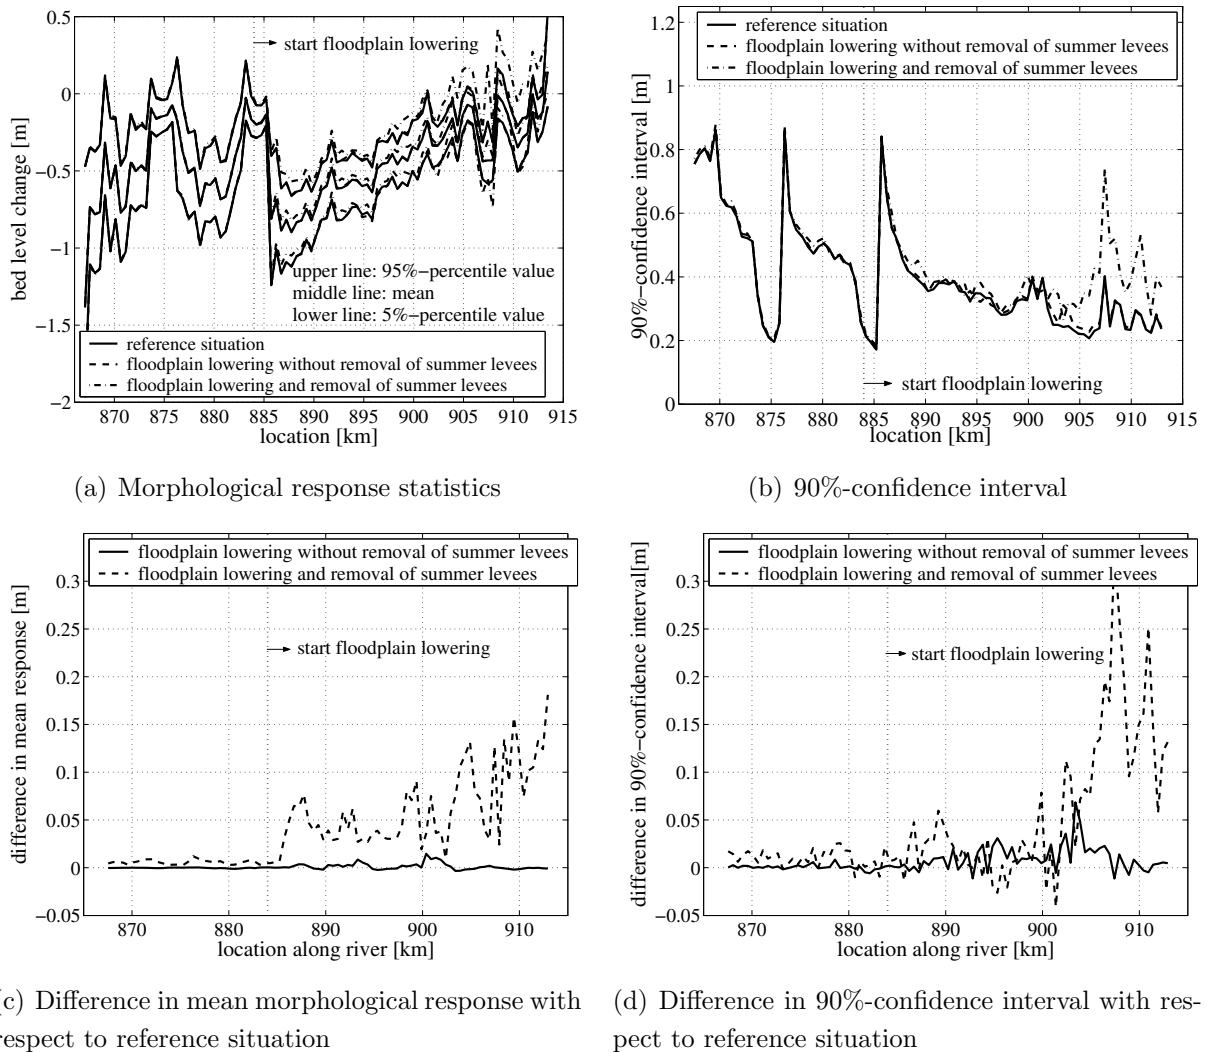 0.5
0
−0.5
−1
−1.5
−2
bed level change [m]
start floodplain lowering
upper line: 95%−percentile value
middle line: mean
lower line: 5%−percentile value
reference situation
floodplain lowering without removal of summer levees
floodplain lowering and removal of summer levees
870 875 880 885 890 895 900 905 910 915
location [km]
(a) Morphological response statistics
1.2
1
0.8
0.6
0.4
0.2
0
90%−confidence interval [m]
reference situation
floodplain lowering without removal of summer levees
floodplain lowering and removal of summer levees
start floodplain lowering
870 875 880 885 890 895 900 905 910 915
location [km]
(b) 90%-confidence interval
floodplain lowering without removal of summer levees
floodplain lowering and removal of summer levees
0.3
0.25
0.2
0.15
0.1
0.05
0
−0.05
difference in mean response [m]
start floodplain lowering
870 880 890 900 910
location along river [km]
(c) Difference in mean morphological response with
respect to reference situation
floodplain lowering without removal of summer levees
floodplain lowering and removal of summer levees
0.3
0.25
0.2
0.15
0.1
0.05
0
−0.05
difference in 90%−confidence interval[m]
start floodplain lowering
870 880 890 900 910
location along river [km]
(d) Difference in 90%-confidence interval with res-
pect to reference situation